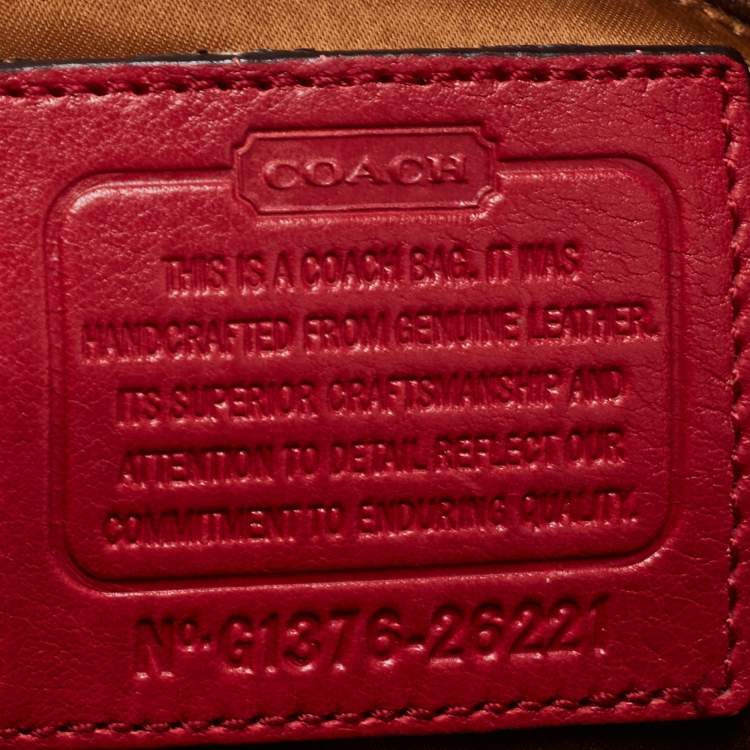 COACH
THIS IS A COACH BAG. IT WAS
HANDCRAFTED FROM GENUINE LEATHER.
ITS SUPERIOR CRAFTSMANSHIP AND
ATTENTION TO DETAIL REFLECT OUR
COMMITMENT TO ENDURING QUALITY.
Nº·G1376-26221